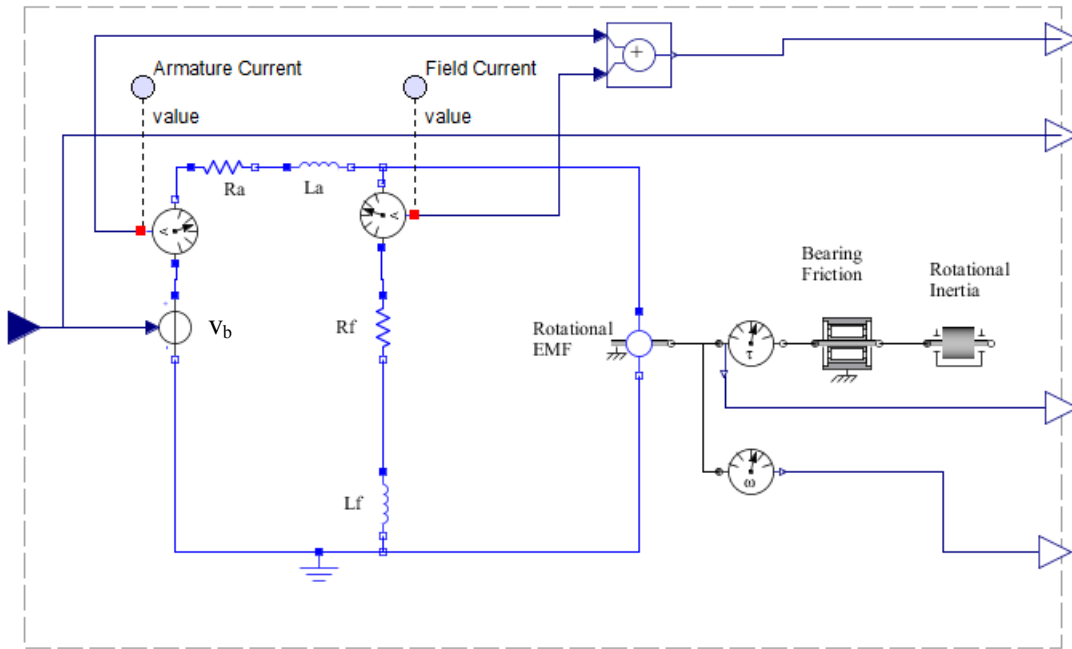 Armature Current
Field Current
+
value
value
Ra
La
A
A
Bearing
Friction
Rotational
Inertia
+
Vb
Rf
Rotational
EMF
τ
-
Lf
ω